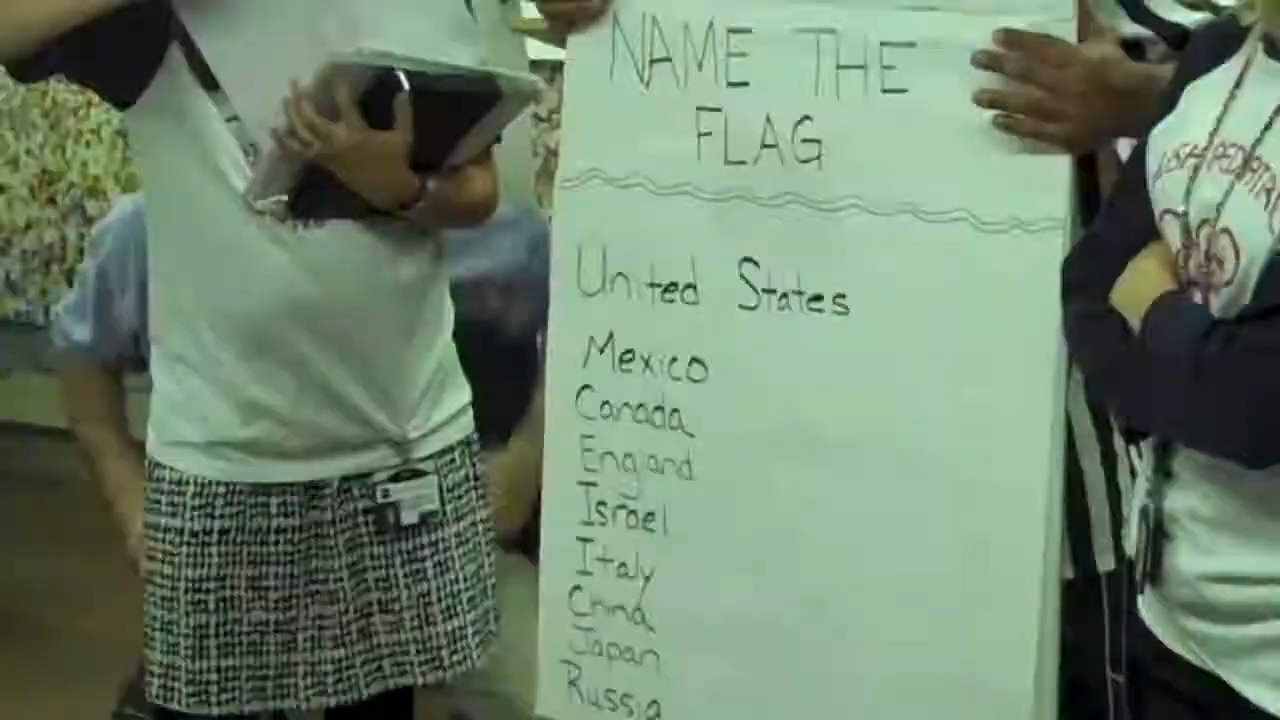 NAME THE
FLAG
United States
Mexico
Canada
England
Israel
Italy
China
Japan
Russia